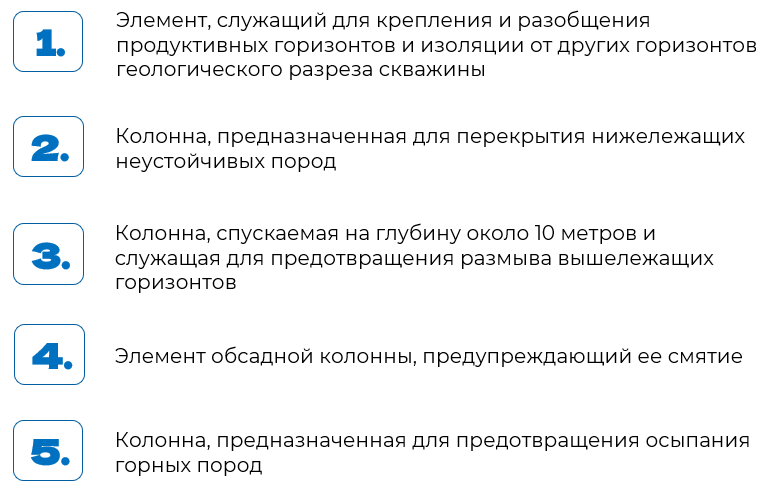 1.
Элемент, служащий для крепления и разобщения
продуктивных горизонтов и изоляции от других горизонтов
геологического разреза скважины
2.
Колонна, предназначенная для перекрытия нижележащих
неустойчивых пород
3.
Колонна, спускаемая на глубину около 10 метров и
служащая для предотвращения размыва вышележащих
горизонтов
4.
Элемент обсадной колонны, предупреждающий ее смятие
5.
Колонна, предназначенная для предотвращения осыпания
горных пород